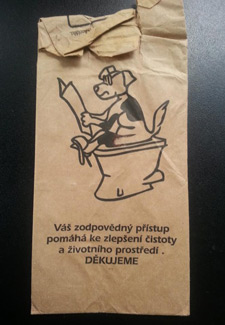 Váš zodpovědný přístup
pomáhá ke zlepšení čistoty
a životního prostředí .
DĚKUJEME